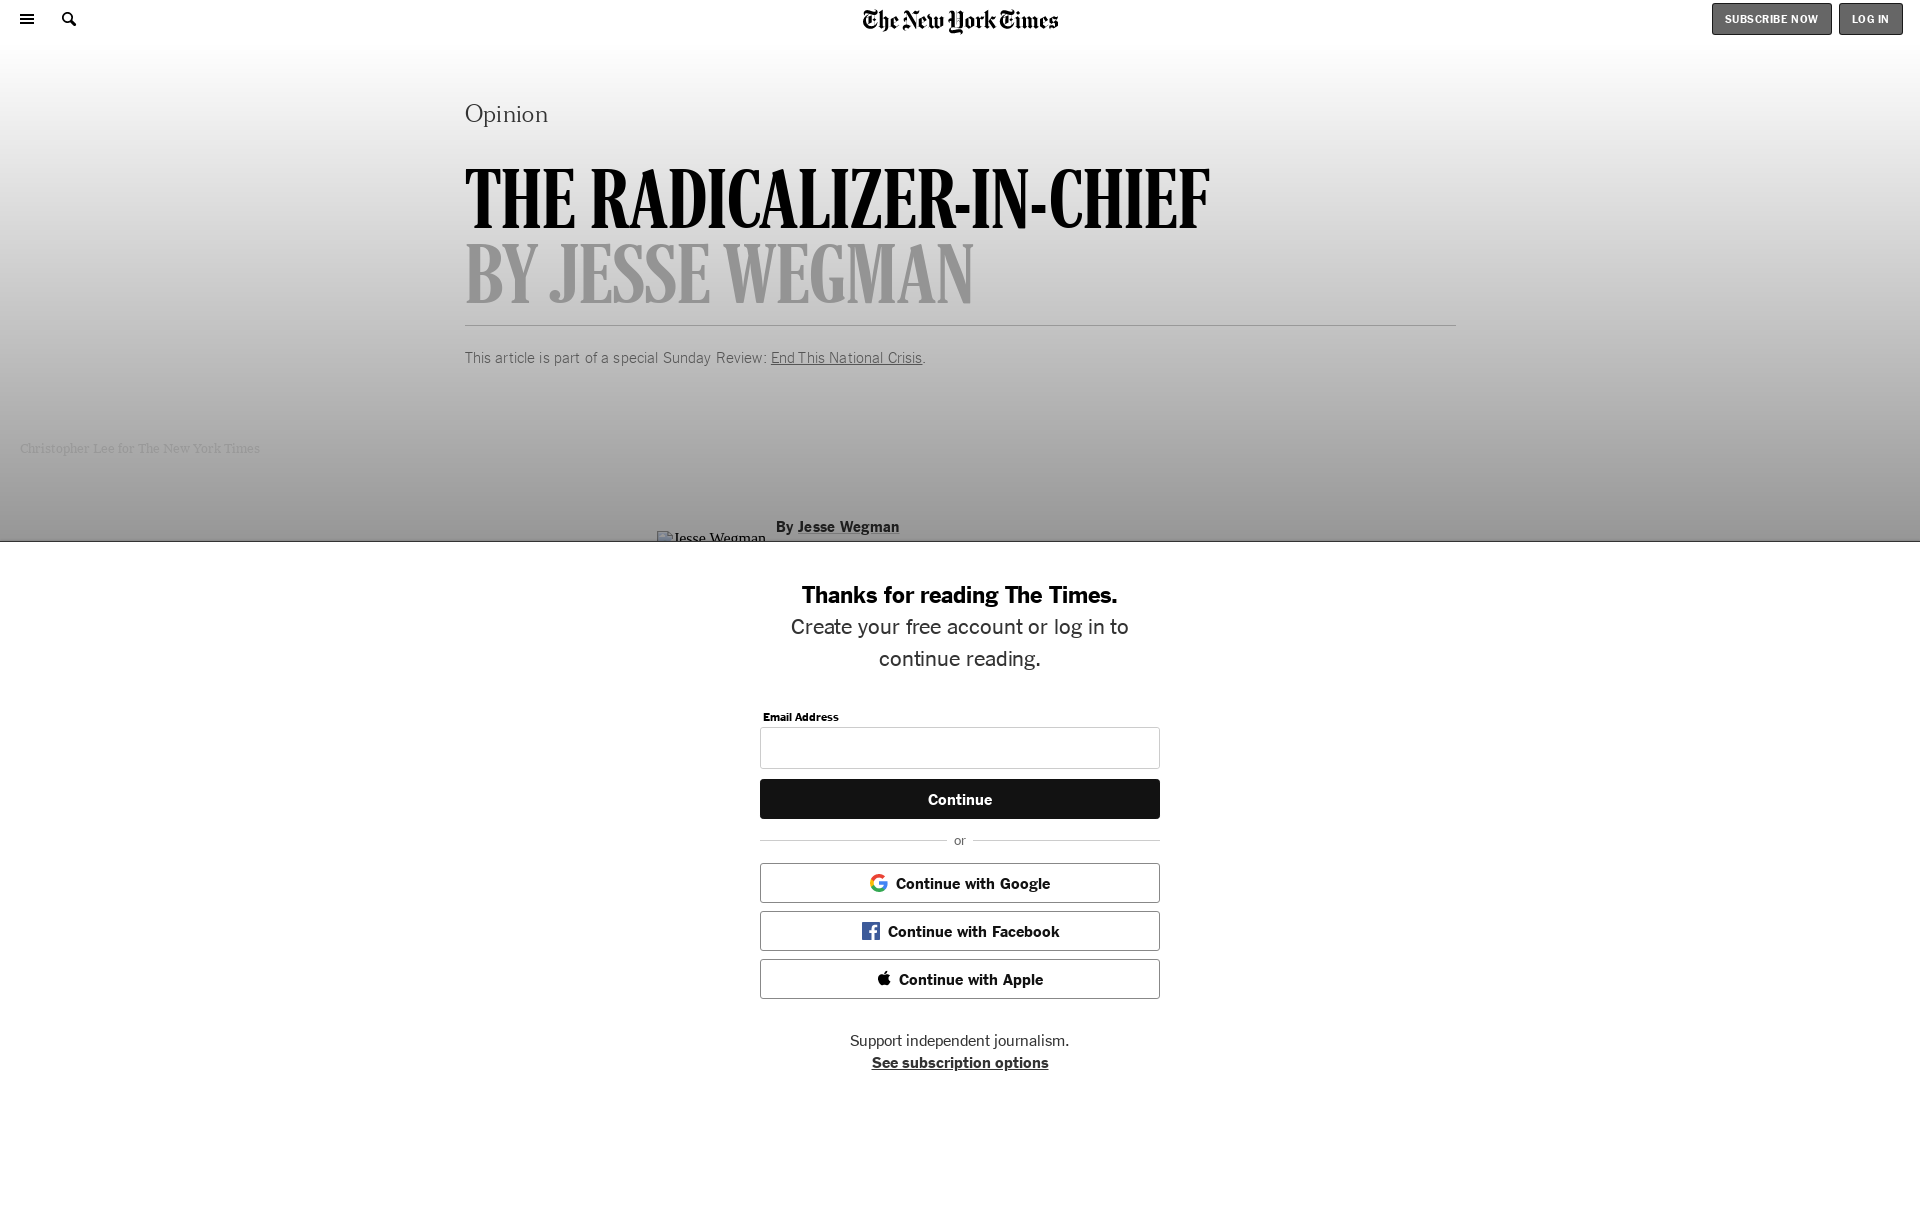 The New York Times
SUBSCRIBE NOW
LOG IN
Opinion
THE RADICALIZER-IN-CHIEF
BY JESSE WEGMAN
This article is part of a special Sunday Review: End This National Crisis.
Christopher Lee for The New York Times
By Jesse Wegman
Jesse Wegman
Thanks for reading The Times.
Create your free account or log in to
continue reading.
Email Address
Continue
or
Continue with Google
Continue with Facebook
Continue with Apple
Support independent journalism.
See subscription options